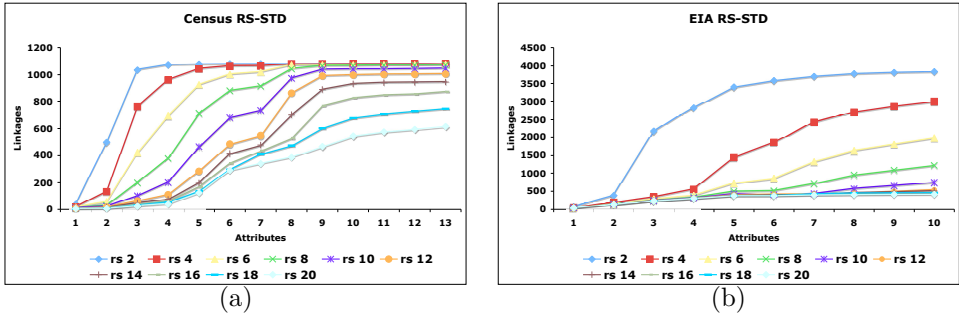 Census RS-STD
1200
1000
800
600
400
200
0
Linkages
1 2 3 4 5 6 7 8 9 10 11 12 13
Attributes
rs 2 rs 4 rs 6 rs 8 rs 10 rs 12
rs 14 rs 16 rs 18 rs 20
(a)
EIA RS-STD
4500
4000
3500
3000
2500
2000
1500
1000
500
0
Linkages
1 2 3 4 5 6 7 8 9 10
Attributes
rs 2 rs 4 rs 6 rs 8 rs 10 rs 12
rs 14 rs 16 rs 18 rs 20
(b)